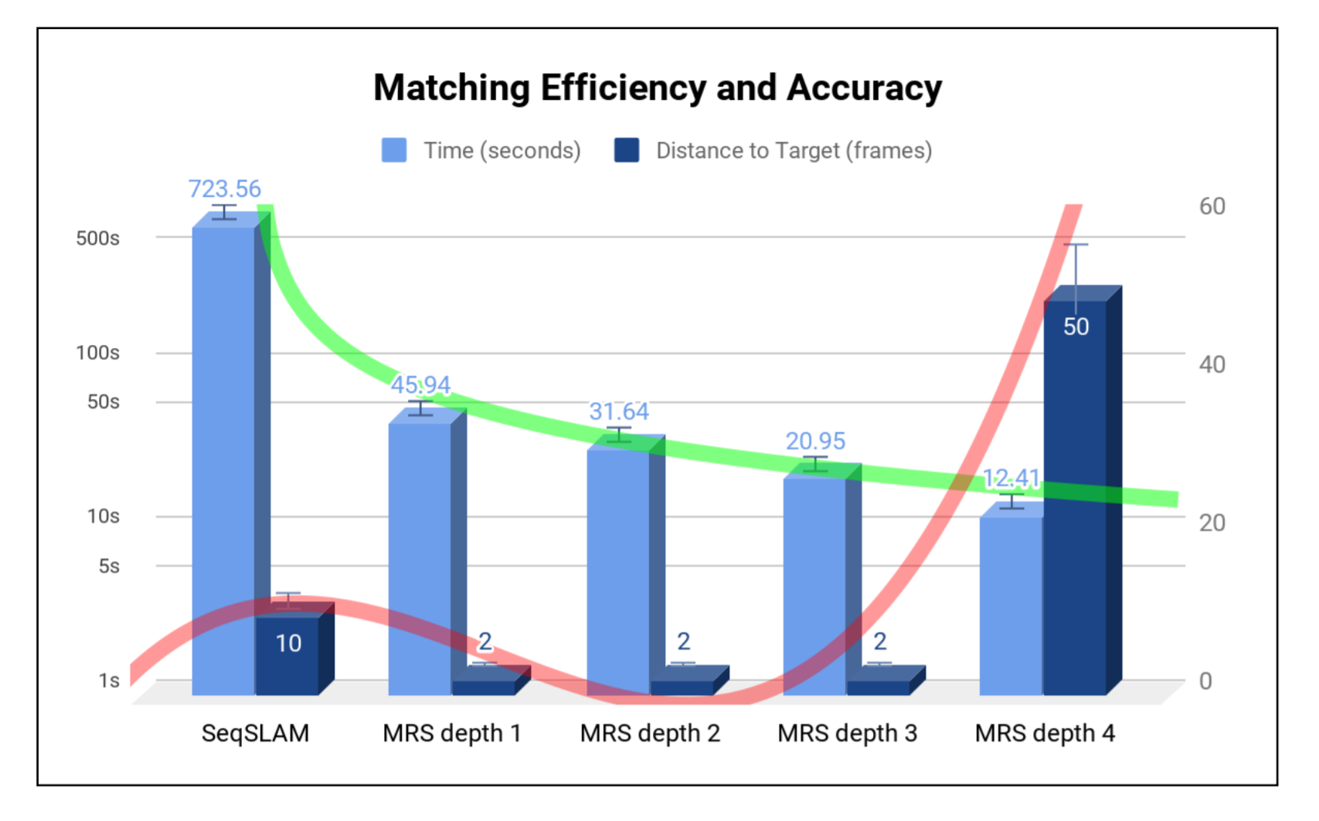 Matching Efficiency and Accuracy
Time (seconds) Distance to Target (frames)
723.56
60
500s
50
100s
40
45.94
50s
31.64
20.95
12.41
10s
20
5s
10
2
2
2
1s
0
SeqSLAM MRS depth 1 MRS depth 2 MRS depth 3 MRS depth 4